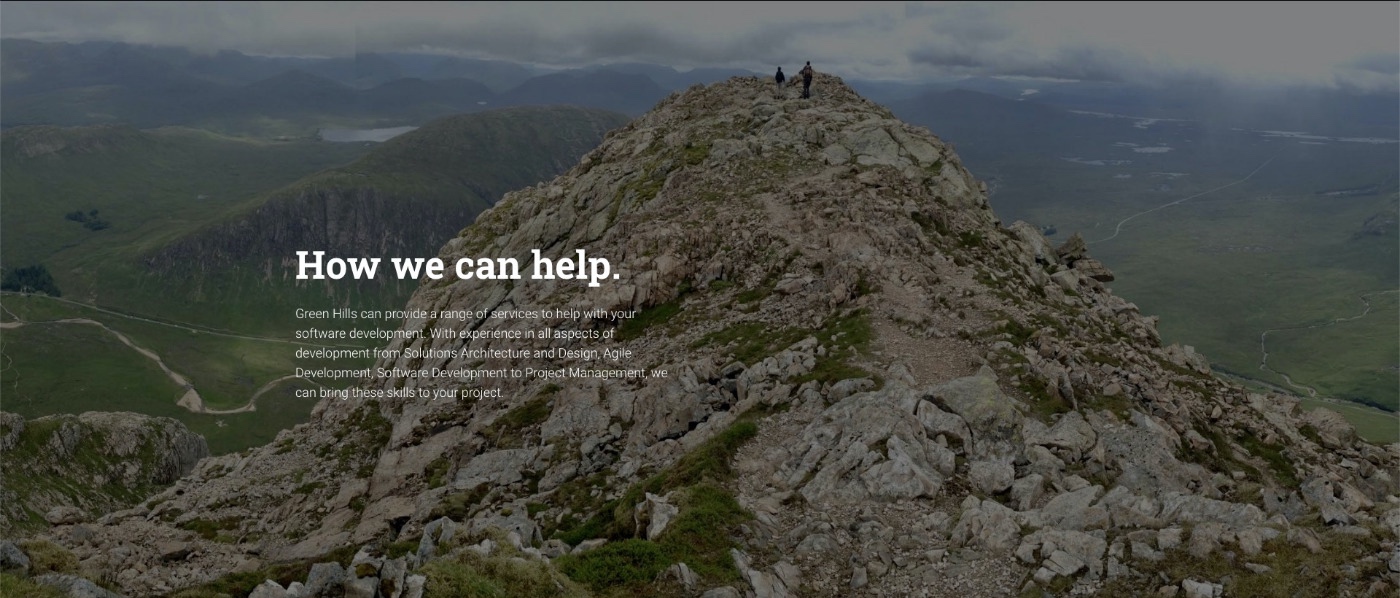 How we can help.
Green Hills can provide a range of services to help with your
software development. With experience in all aspects of
development from Solutions Architecture and Design, Agile
Development, Software Development to Project Management, we
can bring these skills to your project.